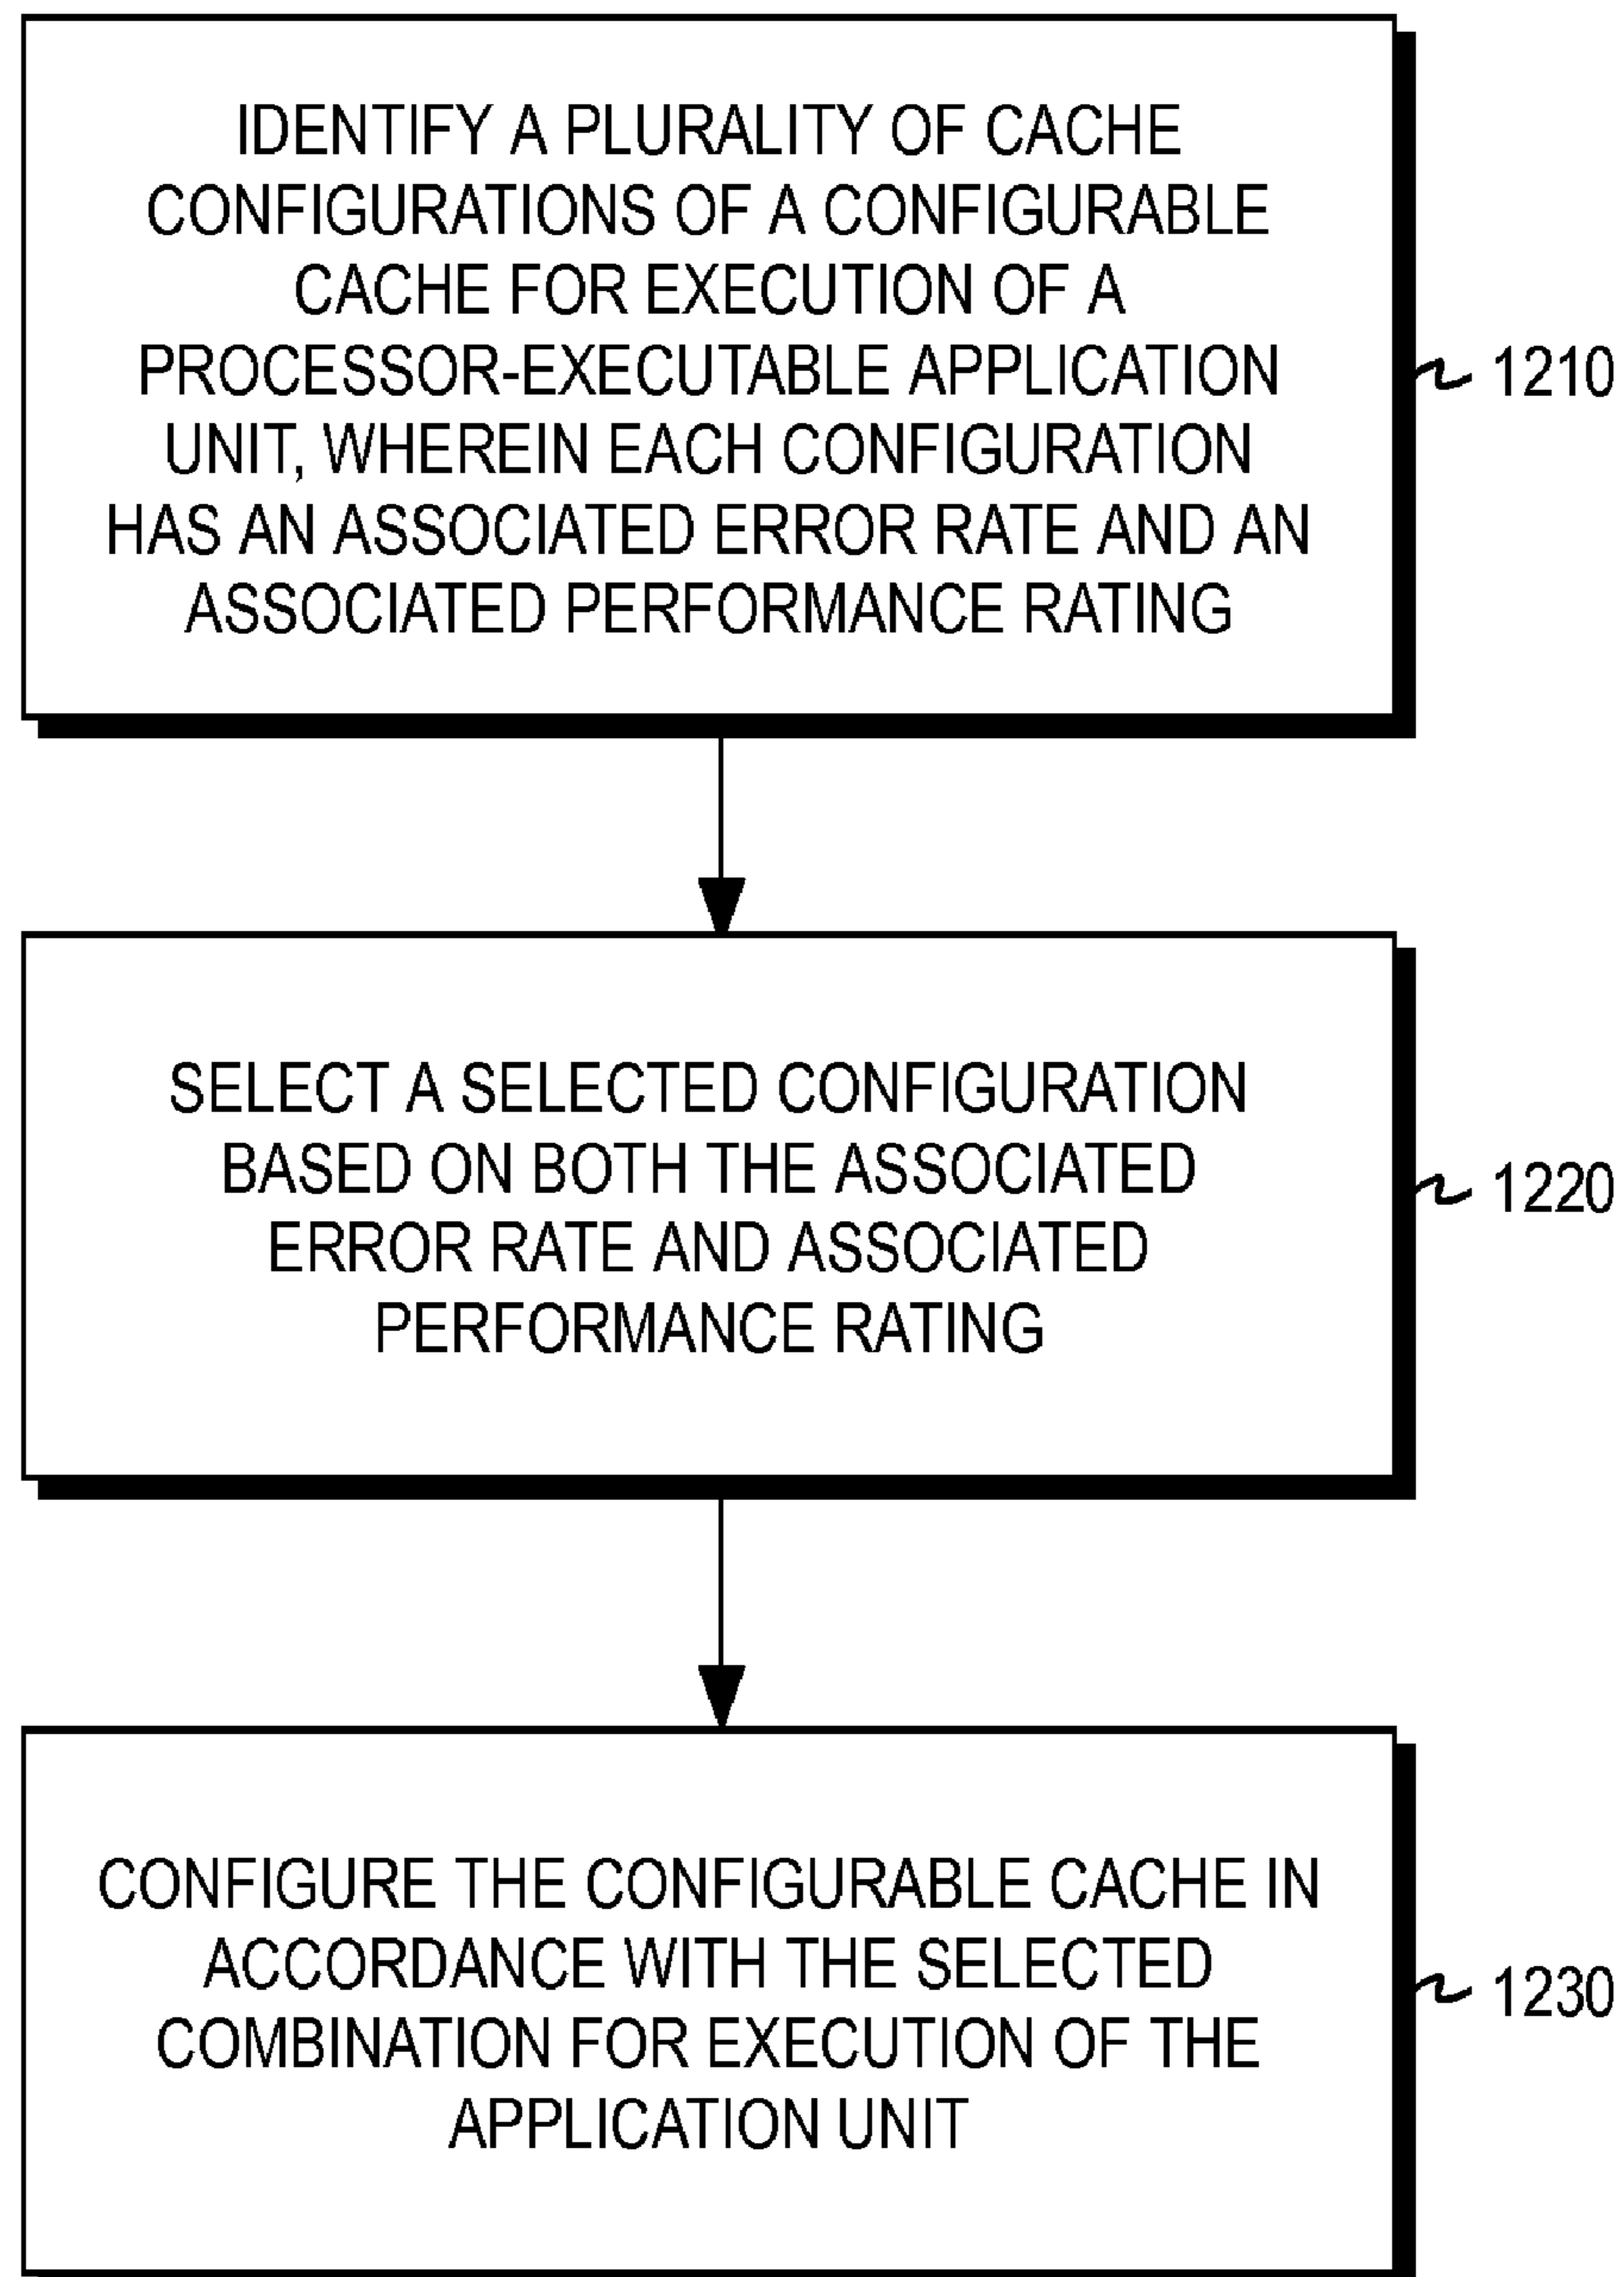 IDENTIFY A PLURALITY OF CACHE
CONFIGURATIONS OF A CONFIGURABLE
CACHE FOR EXECUTION OF A
PROCESSOR-EXECUTABLE APPLICATION
UNIT, WHEREIN EACH CONFIGURATION
HAS AN ASSOCIATED ERROR RATE AND AN
ASSOCIATED PERFORMANCE RATING
1210
SELECT A SELECTED CONFIGURATION
BASED ON BOTH THE ASSOCIATED
ERROR RATE AND ASSOCIATED
PERFORMANCE RATING
1220
CONFIGURE THE CONFIGURABLE CACHE IN
ACCORDANCE WITH THE SELECTED
COMBINATION FOR EXECUTION OF THE
APPLICATION UNIT
1230